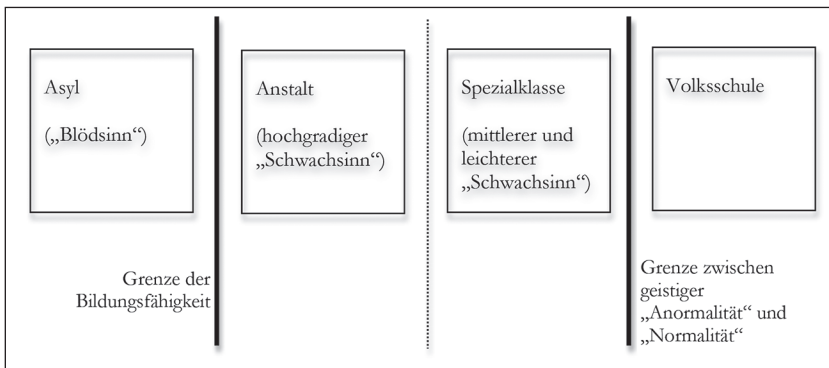 Asyl
(„Blödsinn“)
Anstalt
(hochgradiger
„Schwachsinn“)
Spezialklasse
(mittlerer und
leichterer
„Schwachsinn“)
Volksschule
Grenze der
Bildungsfähigkeit
Grenze zwischen
geistiger
„Anormalität“ und
„Normalität“